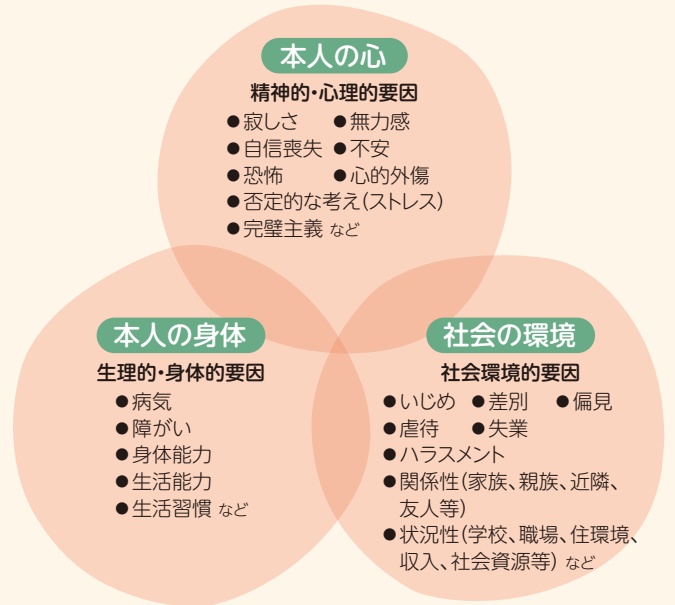 本人の心
精神的・心理的要因
●寂しさ ●無力感
●自信喪失 ●不安
●恐怖 ●心的外傷
●否定的な考え(ストレス)
●完璧主義 など
本人の身体
生理的・身体的要因
●病気
●障がい
●身体能力
●生活能力
●生活習慣 など
社会の環境
社会環境的要因
●いじめ ●差別 ●偏見
●虐待 ●失業
●ハラスメント
●関係性(家族、親族、近隣、
友人等)
●状況性(学校、職場、住環境、
収入、社会資源等) など